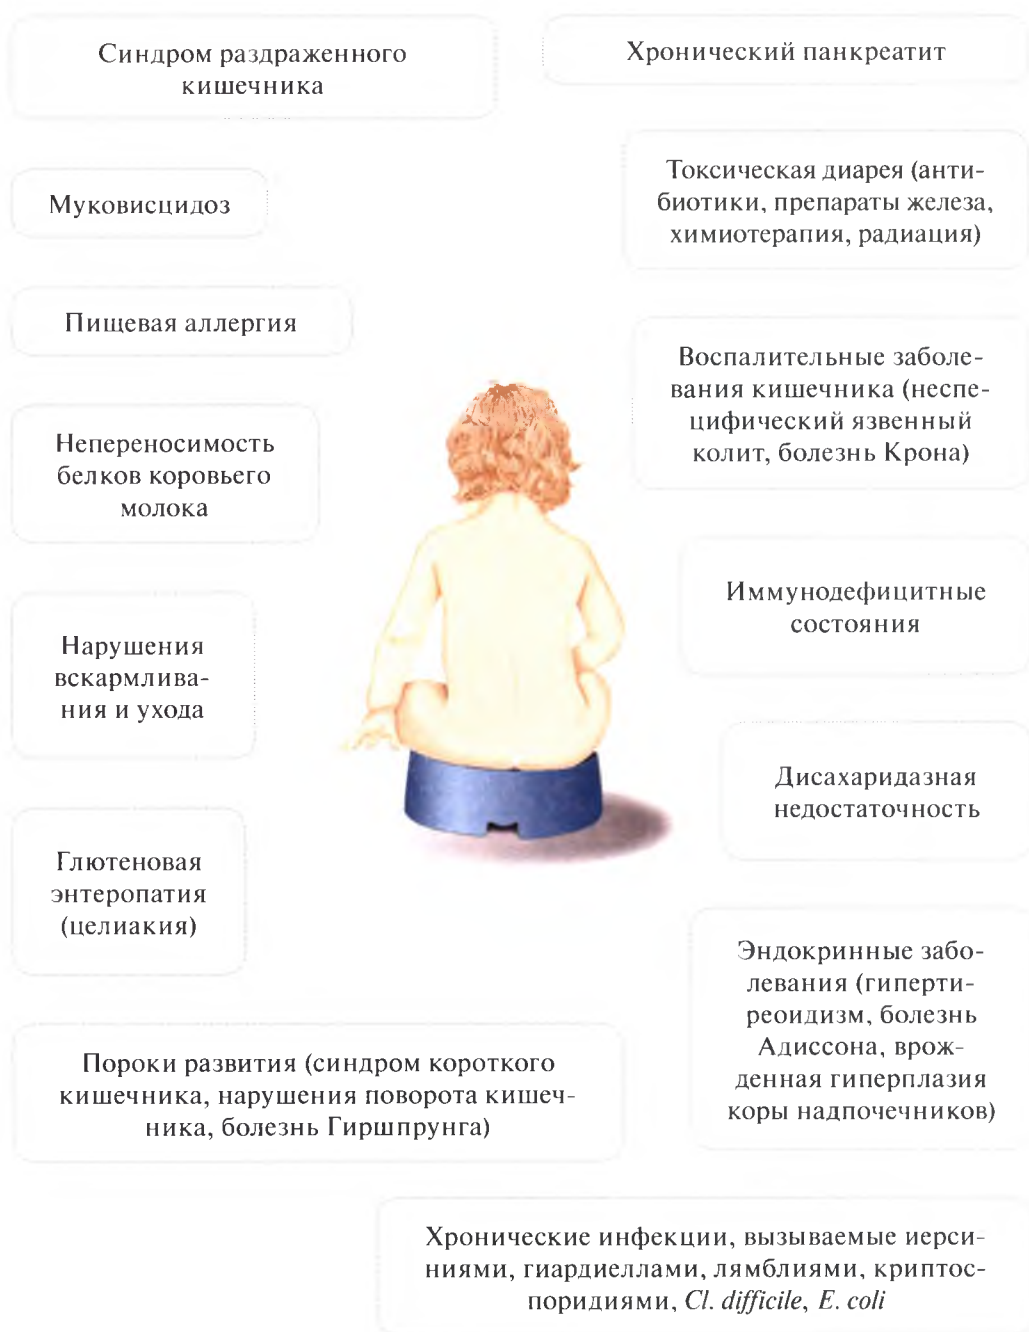 Синдром раздраженного
кишечника
Хронический панкреатит
Муковисцидоз
Токсическая диарея (анти-
биотики, препараты железа,
химиотерапия, радиация)
Пищевая аллергия
Воспалительные заболе-
вания кишечника (неспе-
цифический язвенный
колит, болезнь Крона)
Непереносимость
белков коровьего
молока
Иммунодефицитные
состояния
Нарушения
вскармлива-
ния и ухода
Дисахаридазная
недостаточность
Глютеновая
энтеропатия
(целиакия)
Эндокринные забо-
левания (гиперти-
реоидизм, болезнь
Адиссона, врож-
денная гиперплазия
коры надпочечников)
Пороки развития (синдром короткого
кишечника, нарушения поворота кишеч-
ника, болезнь Гиршпрунга)
Хронические инфекции, вызываемые иерси-
ниями, гиардиеллами, лямблиями, криптос-
поридиями, Cl. difficile, E. coli